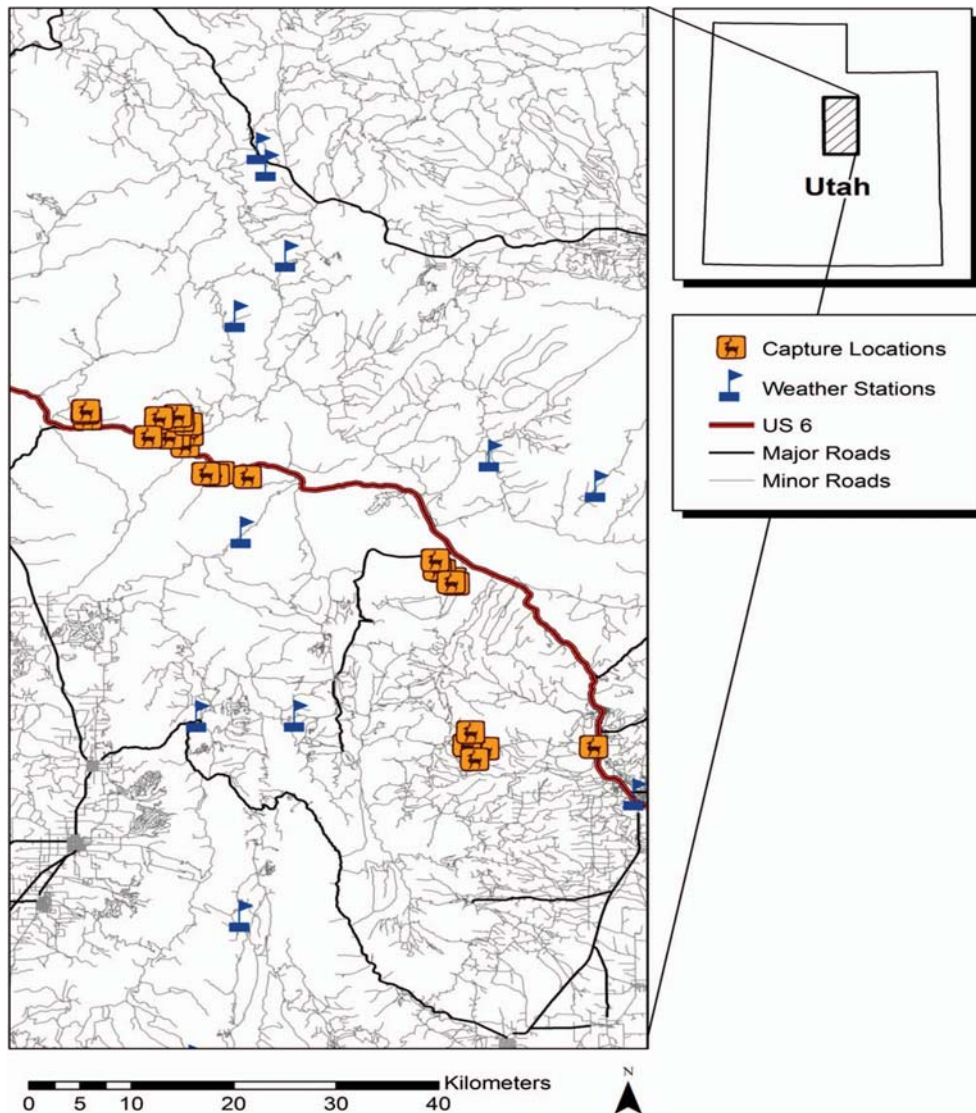 Utah
Capture Locations
Weather Stations
US 6
Major Roads
Minor Roads
Kilometers
0 5 10 20 30 40
N